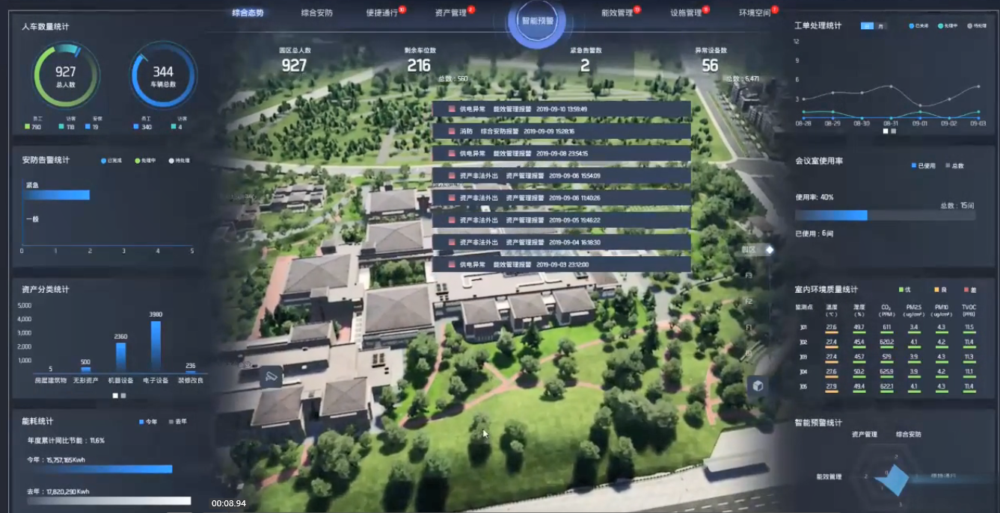 综合态势 综合安防 便捷通行 资产管理 智能预警 能效管理 设施管理 环境空间
园区总人数 剩余车位数 紧急告警数 异常设备数
927 216 2 56
总数：560 总数：6,471
人车数量统计
927 344
总人数 车辆总数
员工 访客 安保 员工 访客
790 118 19 340 4
安防告警统计 已完成 处理中 待处理
紧急
一般
0 1 2 3 4 5
资产分类统计
5,000
4,000
3,000
2,000
1,000
5 500 2360 3980 236
房屋建筑物 无形资产 机器设备 电子设备 装修改良
能耗统计 今年 去年
年度累计同比节能：11.6%
今年：15,757,165Kwh
去年：17,820,290Kwh
供电异常 能效管理报警 2019-09-10 13:59:49
消防 综合安防报警 2019-09-09 15:28:16
供电异常 能效管理报警 2019-09-08 23:54:15
资产非法外出 资产管理报警 2019-09-06 15:54:09
资产非法外出 资产管理报警 2019-09-06 11:40:26
资产非法外出 资产管理报警 2019-09-05 15:46:22
资产非法外出 资产管理报警 2019-09-04 16:18:30
供电异常 能效管理报警 2019-09-03 23:12:00
园区
F3
F2
F1
00:08.94
工单处理统计 日 月 已关闭 处理中 待处理
12
9
6
3
08-28 08-29 08-30 08-31 09-01 09-02 09-03
会议室使用率 已使用 总数
使用率: 40%
总数：15间
已使用：6间
室内环境质量统计 优 良 差
监测点 温度 湿度 CO₂ PM2.5 PM10 TVOC
(℃) (%) (PPM) (ug/m³) (ug/m³) (PPB)
J01 27.6 49.7 611 3.4 4.3 11.5
J02 27.4 45.4 620.2 4.1 4.2 11.4
J03 27.4 45.7 579 3.9 4.3 11.3
J04 27.6 50.2 625.9 3.9 4.2 11.1
J05 27.9 49.4 622.1 4.1 4.3 11.4
智能预警统计
资产管理 综合安防
能效管理 便捷通行